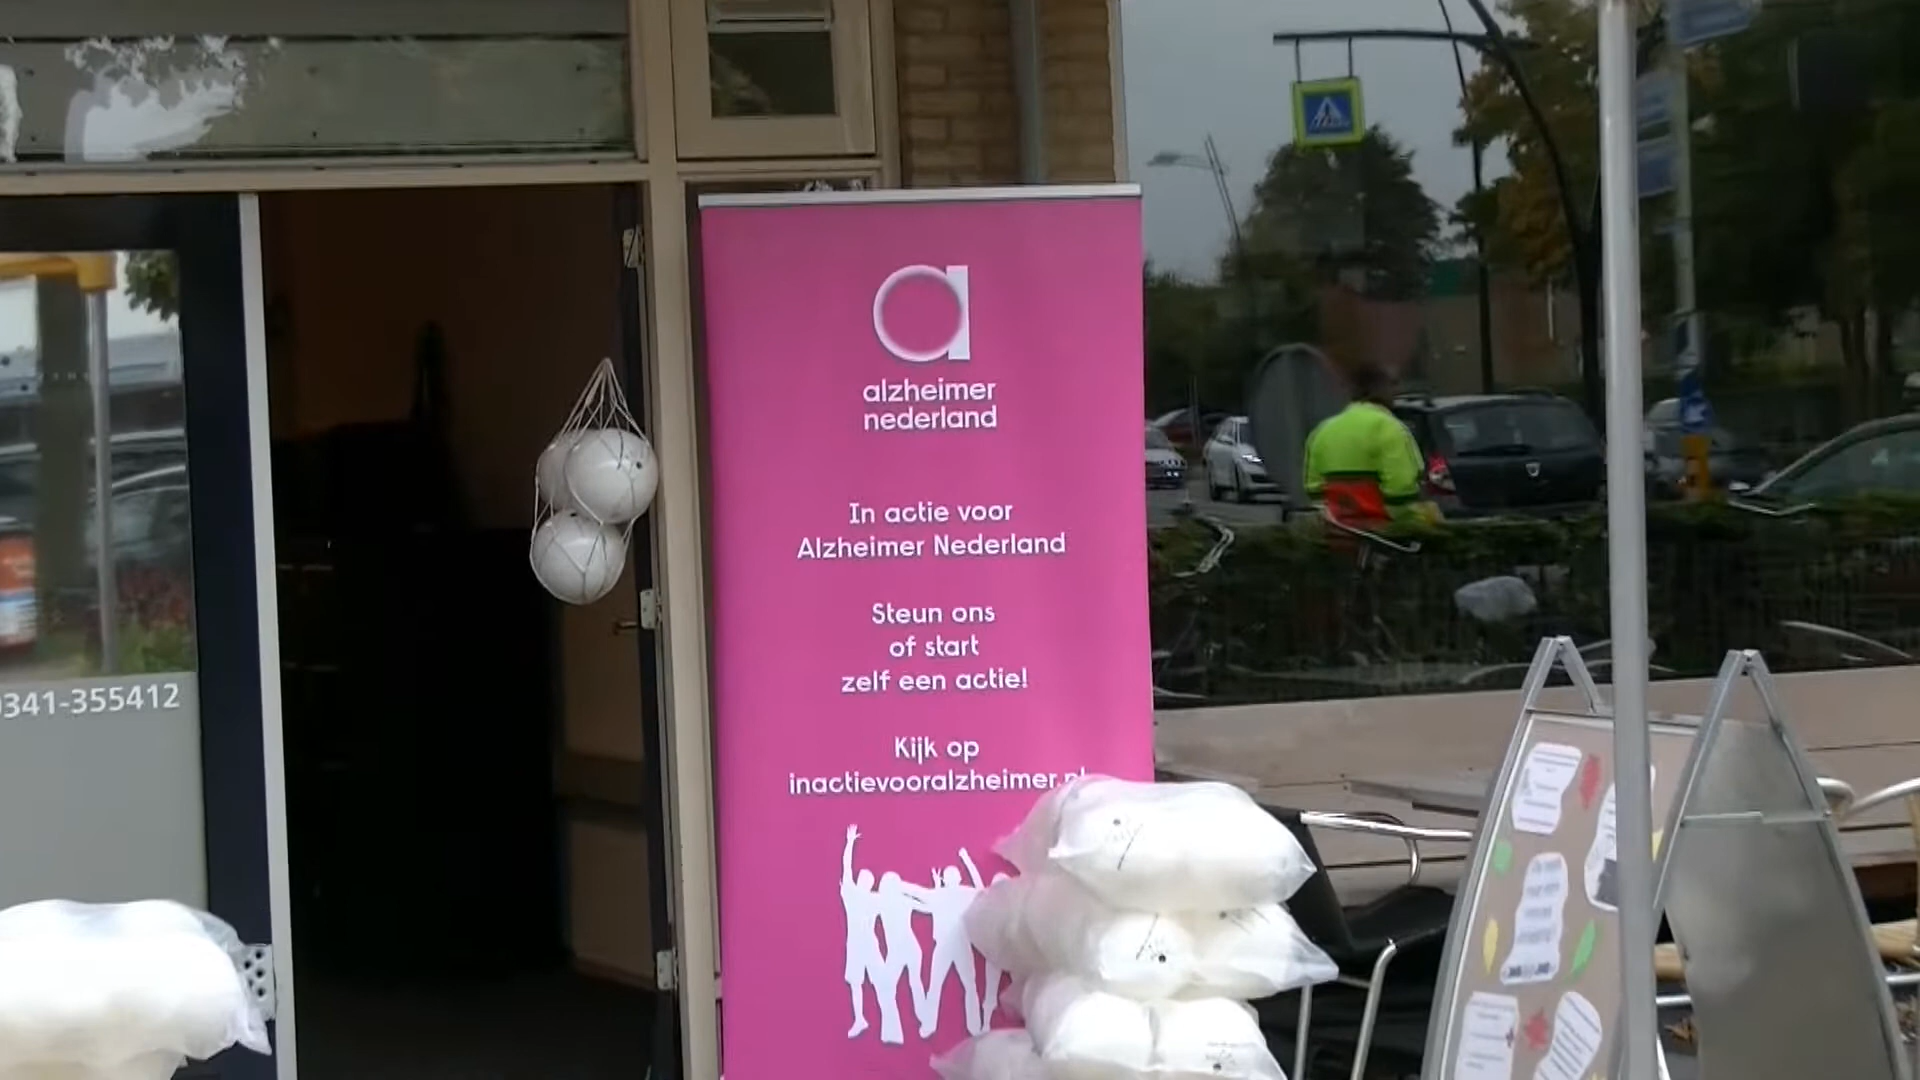 alzheimer
nederland
In actie voor
Alzheimer Nederland
Steun ons
of start
zelf een actie!
Kijk op
inactievooralzheimer.nl
341-355412